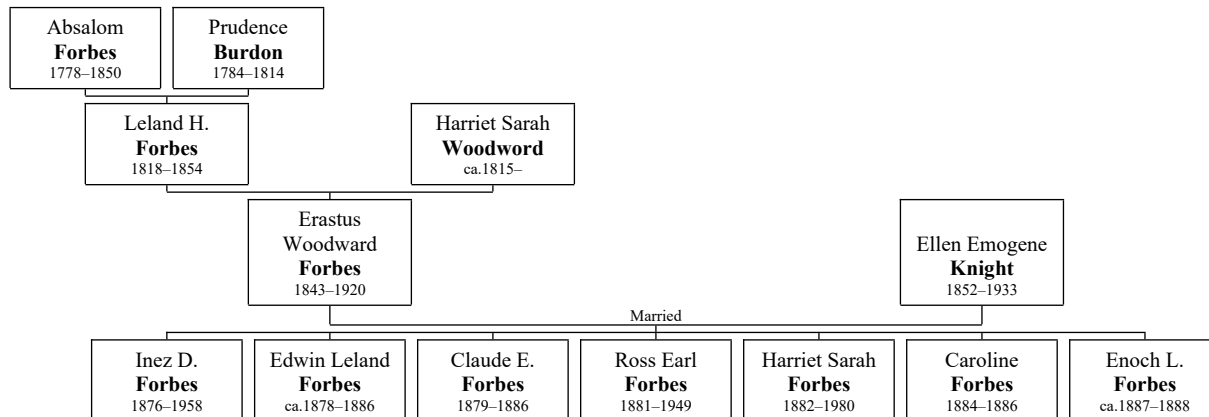 Absalom
Forbes
1778–1850
Prudence
Burdon
1784–1814
Leland H.
Forbes
1818–1854
Harriet Sarah
Woodword
ca.1815–
Erastus
Woodward
Forbes
1843–1920
Ellen Emogene
Knight
1852–1933
Married
Inez D.
Forbes
1876–1958
Edwin Leland
Forbes
ca.1878–1886
Claude E.
Forbes
1879–1886
Ross Earl
Forbes
1881–1949
Harriet Sarah
Forbes
1882–1980
Caroline
Forbes
1884–1886
Enoch L.
Forbes
ca.1887–1888